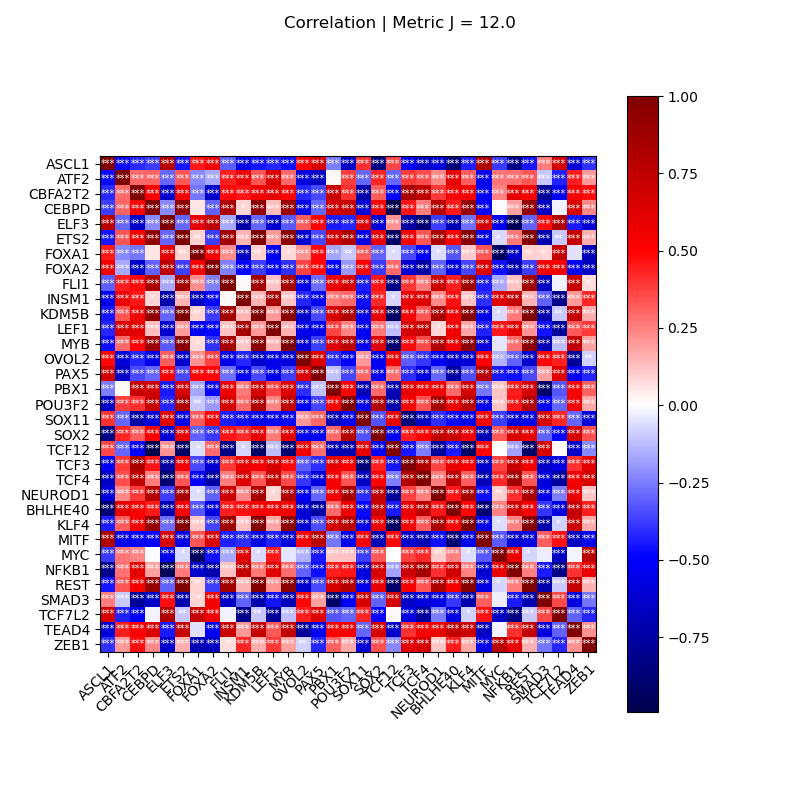 Correlation | Metric J = 12.0
1.00
0.75
0.50
0.25
0.00
−0.25
−0.50
−0.75
ASCL1
ATF2
CBFA2T2
CEBPD
ELF3
ETS2
FOXA1
FOXA2
FLI1
INSM1
KDM5B
LEF1
MYB
OVOL2
PAX5
PBX1
POU3F2
SOX11
SOX2
TCF12
TCF3
TCF4
NEUROD1
BHLHE40
KLF4
MITF
MYC
NFKB1
REST
SMAD3
TCF7L2
TEAD4
ZEB1
ASCL1
ATF2
CBFA2T2
CEBPD
ELF3
ETS2
FOXA1
FOXA2
FLI1
INSM1
KDM5B
LEF1
MYB
OVOL2
PAX5
PBX1
POU3F2
SOX11
SOX2
TCF12
TCF3
TCF4
NEUROD1
BHLHE40
KLF4
MITF
MYC
NFKB1
REST
SMAD3
TCF7L2
TEAD4
ZEB1